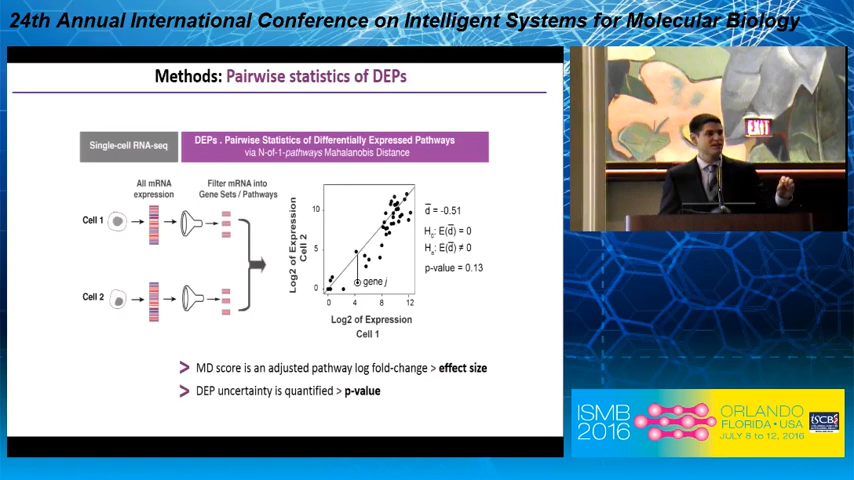 24th Annual International Conference on Intelligent Systems for Molecular Biology
Methods: Pairwise statistics of DEPs
Single-cell RNA-seq
DEPs . Pairwise Statistics of Differentially Expressed Pathways
via N-of-1-pathways Mahalanobis Distance
All mRNA
expression
Filter mRNA into
Gene Sets / Pathways
Cell 1
Cell 2
Log2 of Expression
Cell 2
10
5
0
0
4
8
12
gene j
Log2 of Expression
Cell 1
d̅ = -0.51
H₀: E(d̅) = 0
Hₐ: E(d̅) ≠ 0
p-value = 0.13
> MD score is an adjusted pathway log fold-change > effect size
> DEP uncertainty is quantified > p-value
EXIT
ISMB
2016
ORLANDO
FLORIDA • USA
JULY 8 to 12, 2016
ISCB